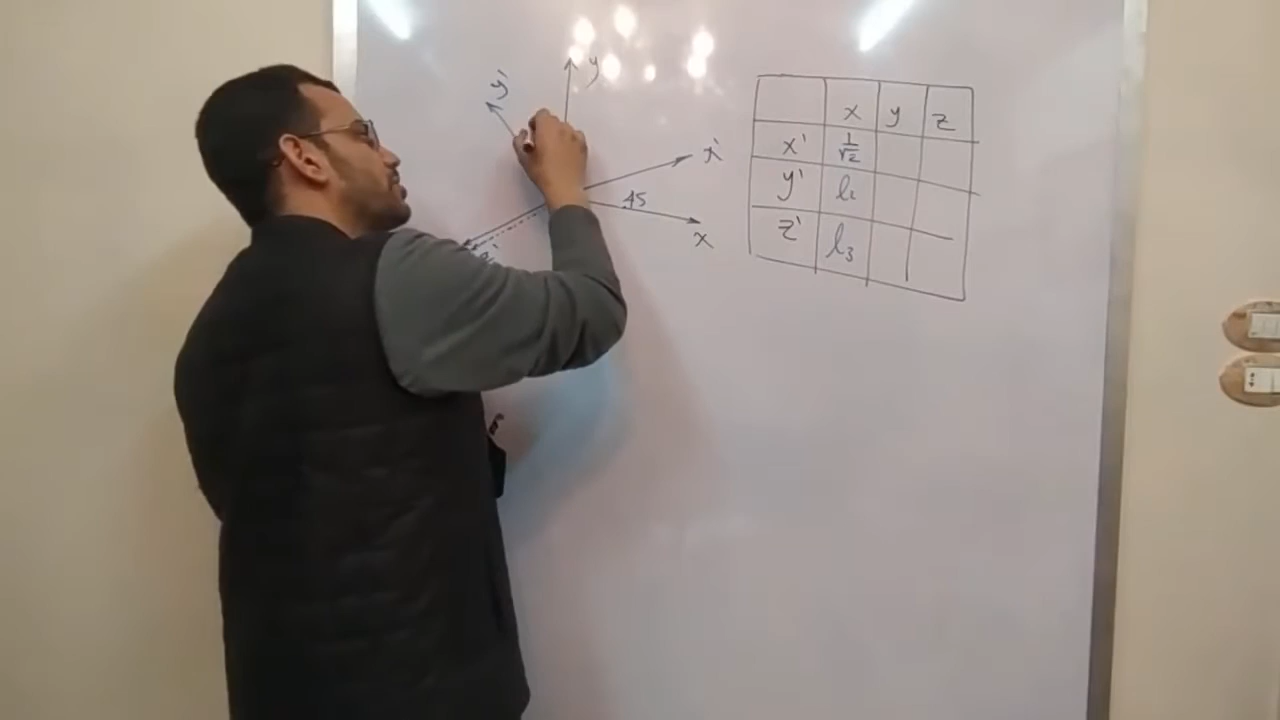 y'
y
x'
45
x
z'
x y z
x' 1/√2
y' l₂
z' l₃